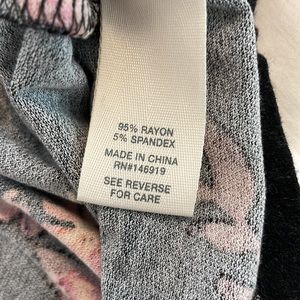 95% RAYON
5% SPANDEX
MADE IN CHINA
RN#146919
SEE REVERSE
FOR CARE